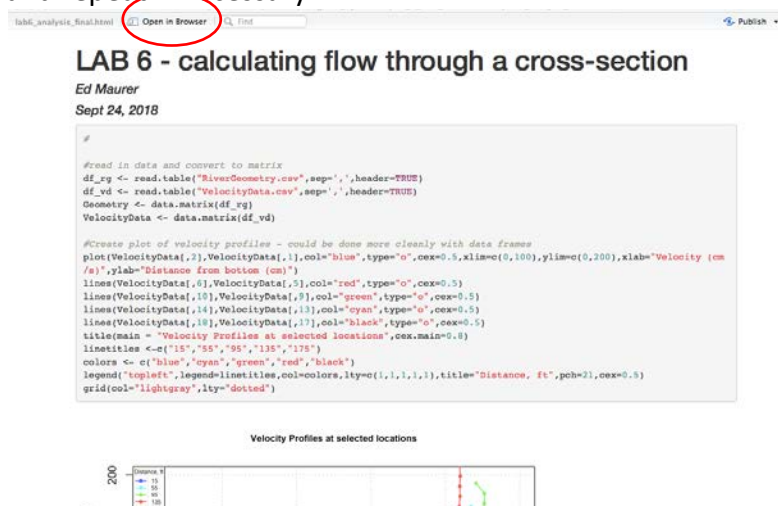 lab6_analysis_final.html Open in Browser Find Publish
LAB 6 - calculating flow through a cross-section
Ed Maurer
Sept 24, 2018
#
#read in data and convert to matrix
df_rg <- read.table("RiverGeometry.csv",sep=',',header=TRUE)
df_vd <- read.table("VelocityData.csv",sep=',',header=TRUE)
Geometry <- data.matrix(df_rg)
VelocityData <- data.matrix(df_vd)
#Create plot of velocity profiles - could be done more cleanly with data frames
plot(VelocityData[,2],VelocityData[,1],col="blue",type="o",cex=0.5,xlim=c(0,100),ylim=c(0,200),xlab="Velocity (cm
/s)",ylab="Distance from bottom (cm)")
lines(VelocityData[,6],VelocityData[,5],col="red",type="o",cex=0.5)
lines(VelocityData[,10],VelocityData[,9],col="green",type="o",cex=0.5)
lines(VelocityData[,14],VelocityData[,13],col="cyan",type="o",cex=0.5)
lines(VelocityData[,18],VelocityData[,17],col="black",type="o",cex=0.5)
title(main = "Velocity Profiles at selected locations",cex.main=0.8)
linetitles <-c("15","55","95","135","175")
colors <- c("blue","cyan","green","red","black")
legend("topleft",legend=linetitles,col=colors,lty=c(1,1,1,1,1),title="Distance, ft",pch=21,cex=0.5)
grid(col="lightgray",lty="dotted")
Velocity Profiles at selected locations
200
Distance, ft
15
55
95
135